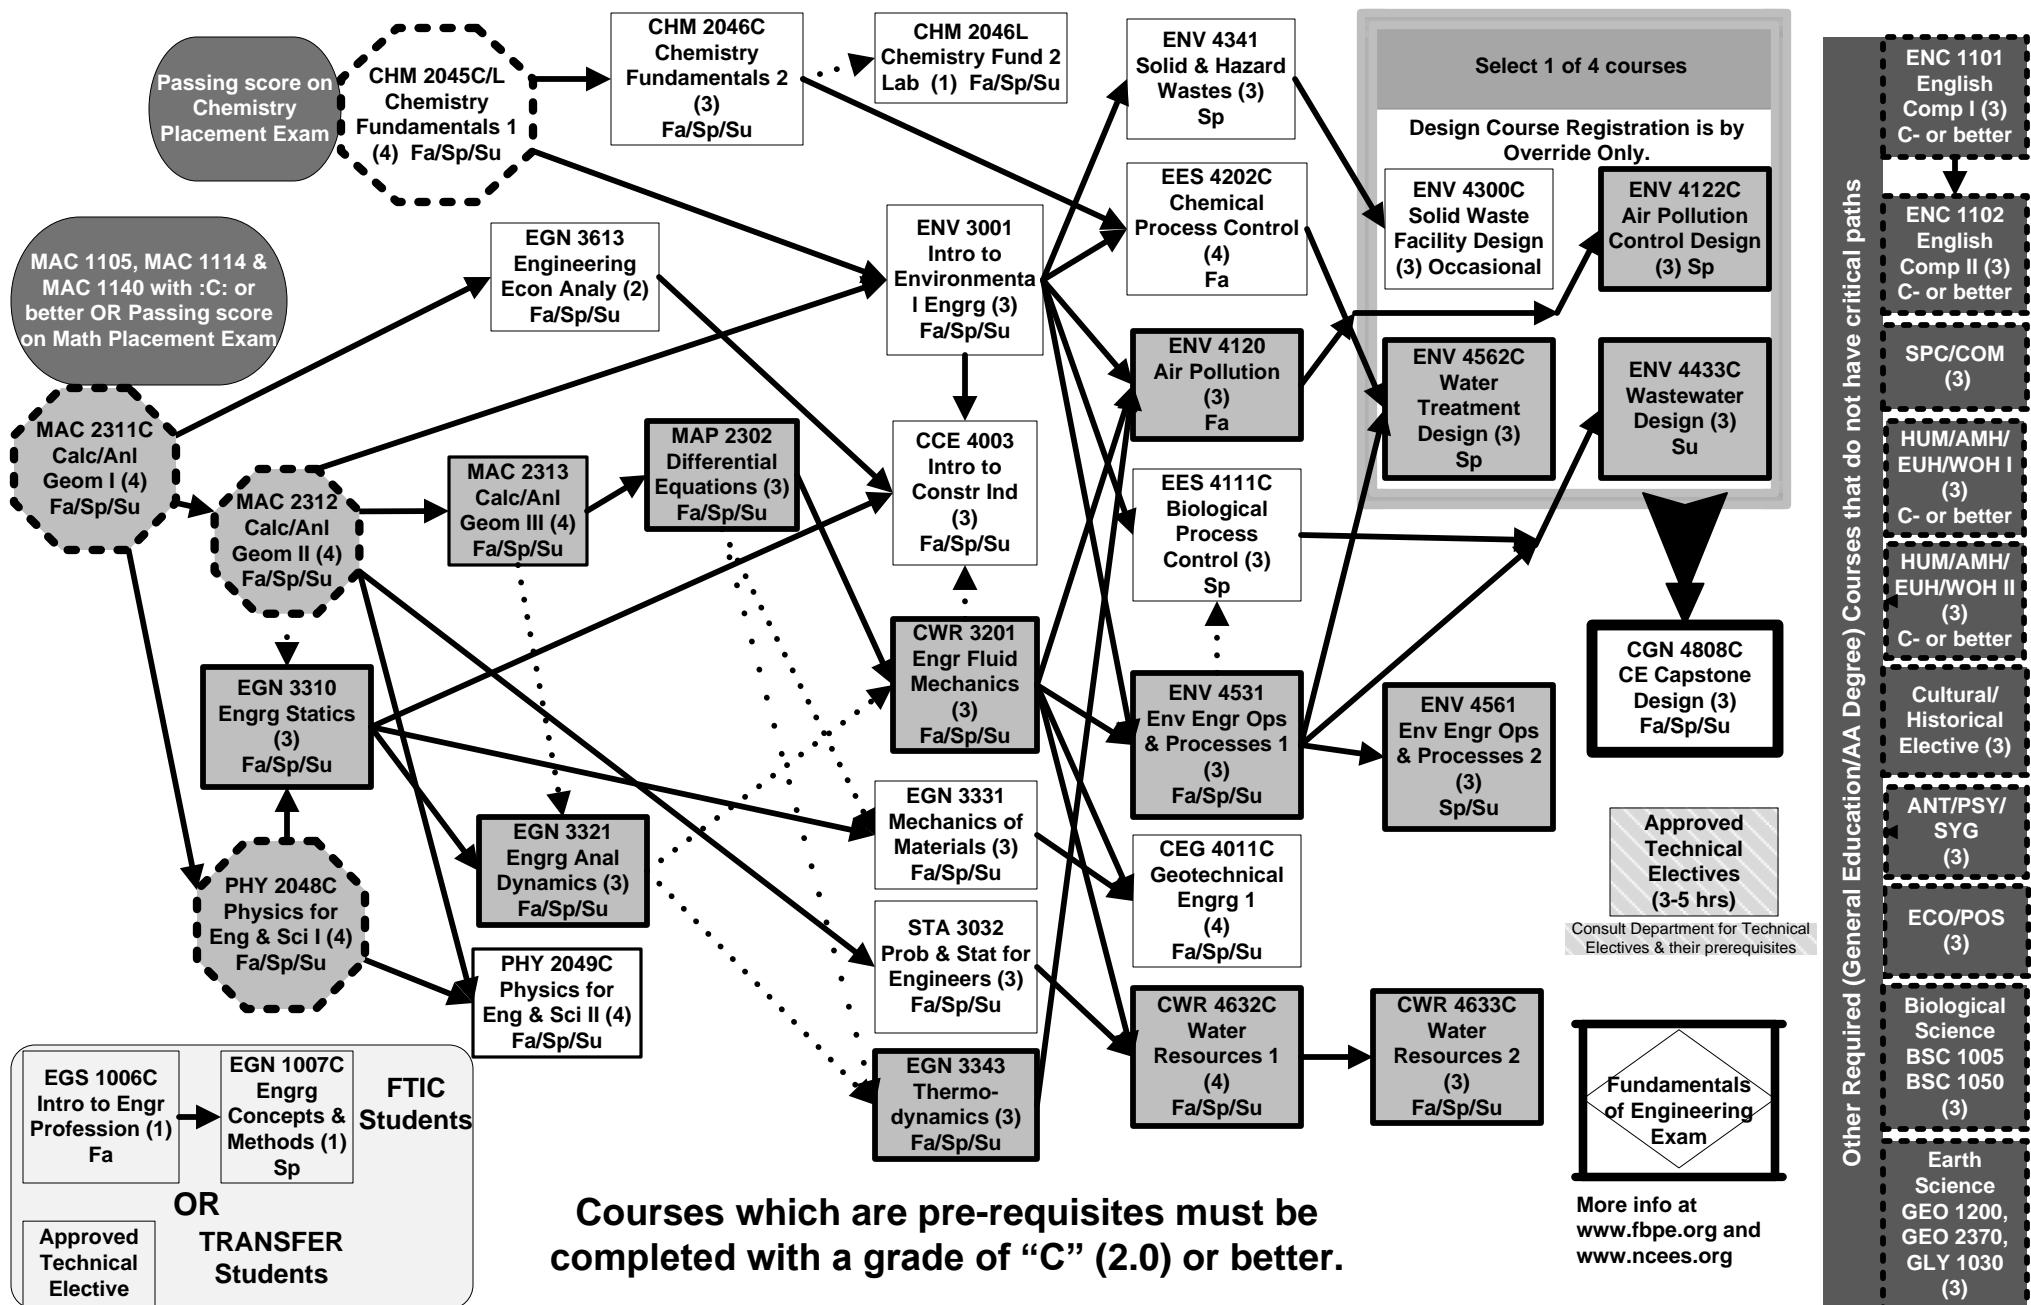 Passing score on
Chemistry
Placement Exam
CHM 2045C/L
Chemistry
Fundamentals 1
(4)  Fa/Sp/Su
CHM 2046C
Chemistry
Fundamentals 2
(3)
Fa/Sp/Su
CHM 2046L
Chemistry Fund 2
Lab  (1)  Fa/Sp/Su
ENV 4341
Solid & Hazard
Wastes (3)
Sp
Select 1 of 4 courses
Design Course Registration is by
Override Only.
ENV 4300C
Solid Waste
Facility Design
(3) Occasional
ENV 4122C
Air Pollution
Control Design
(3) Sp
ENV 4562C
Water
Treatment
Design (3)
Sp
ENV 4433C
Wastewater
Design (3)
Su
MAC 1105, MAC 1114 &
MAC 1140 with :C: or
better OR Passing score
on Math Placement Exam
EGN 3613
Engineering
Econ Analy (2)
Fa/Sp/Su
ENV 3001
Intro to
Environmenta
l Engrg (3)
Fa/Sp/Su
EES 4202C
Chemical
Process Control
(4)
Fa
ENV 4120
Air Pollution
(3)
Fa
MAC 2311C
Calc/Anl
Geom I (4)
Fa/Sp/Su
MAC 2312
Calc/Anl
Geom II (4)
Fa/Sp/Su
MAC 2313
Calc/Anl
Geom III (4)
Fa/Sp/Su
MAP 2302
Differential
Equations (3)
Fa/Sp/Su
CCE 4003
Intro to
Constr Ind
(3)
Fa/Sp/Su
EES 4111C
Biological
Process
Control (3)
Sp
EGN 3310
Engrg Statics
(3)
Fa/Sp/Su
CWR 3201
Engr Fluid
Mechanics
(3)
Fa/Sp/Su
ENV 4531
Env Engr Ops
& Processes 1
(3)
Fa/Sp/Su
ENV 4561
Env Engr Ops
& Processes 2
(3)
Sp/Su
CGN 4808C
CE Capstone
Design (3)
Fa/Sp/Su
PHY 2048C
Physics for
Eng & Sci I (4)
Fa/Sp/Su
EGN 3321
Engrg Anal
Dynamics (3)
Fa/Sp/Su
EGN 3331
Mechanics of
Materials (3)
Fa/Sp/Su
CEG 4011C
Geotechnical
Engrg 1
(4)
Fa/Sp/Su
Approved
Technical
Electives
(3-5 hrs)
Consult Department for Technical
Electives & their prerequisites
PHY 2049C
Physics for
Eng & Sci II (4)
Fa/Sp/Su
STA 3032
Prob & Stat for
Engineers (3)
Fa/Sp/Su
EGN 3343
Thermo-
dynamics (3)
Fa/Sp/Su
CWR 4632C
Water
Resources 1
(4)
Fa/Sp/Su
CWR 4633C
Water
Resources 2
(3)
Fa/Sp/Su
Fundamentals
of Engineering
Exam
More info at
www.fbpe.org and
www.ncees.org
EGS 1006C
Intro to Engr
Profession (1)
Fa
EGN 1007C
Engrg
Concepts &
Methods (1)
Sp
FTIC
Students
OR
Approved
Technical
Elective
TRANSFER
Students
Courses which are pre-requisites must be
completed with a grade of “C” (2.0) or better.
Other Required (General Education/AA Degree) Courses that do not have critical paths
ENC 1101
English
Comp I (3)
C- or better
ENC 1102
English
Comp II (3)
C- or better
SPC/COM
(3)
HUM/AMH/
EUH/WOH I
(3)
C- or better
HUM/AMH/
EUH/WOH II
(3)
C- or better
Cultural/
Historical
Elective (3)
ANT/PSY/
SYG
(3)
ECO/POS
(3)
Biological
Science
BSC 1005
BSC 1050
(3)
Earth
Science
GEO 1200,
GEO 2370,
GLY 1030
(3)